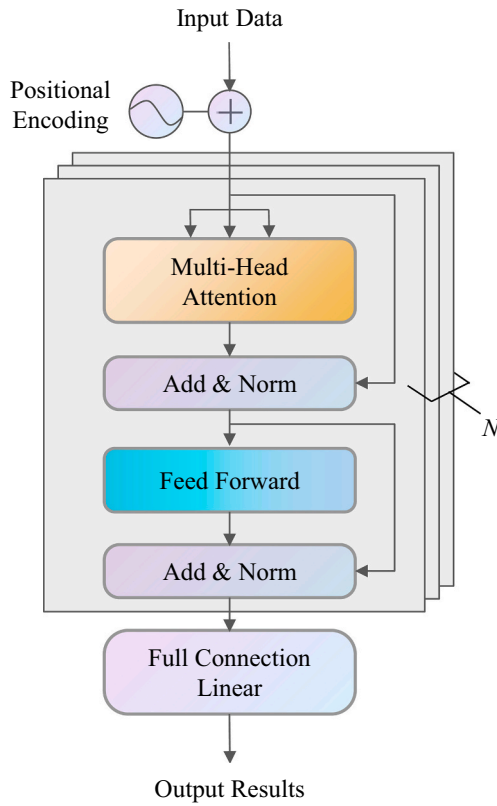 Input Data
Positional
Encoding
Multi-Head
Attention
Add & Norm
N
Feed Forward
Add & Norm
Full Connection
Linear
Output Results